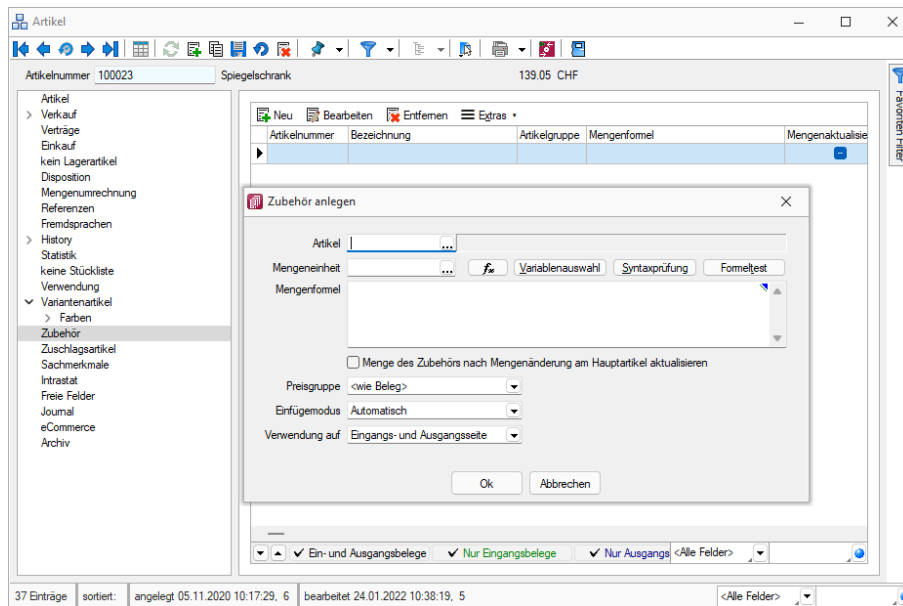 Artikel
Artikelnummer 100023 Spiegelschrank 139.05 CHF
Artikel
Verkauf
Verträge
Einkauf
kein Lagerartikel
Disposition
Mengenumrechnung
Referenzen
Fremdsprachen
History
Statistik
keine Stückliste
Verwendung
Variantenartikel
Farben
Zubehör
Zuschlagsartikel
Sachmerkmale
Intrastat
Freie Felder
Journal
eCommerce
Archiv
Neu Bearbeiten Entfernen Extras
Artikelnummer Bezeichnung Artikelgruppe Mengenformel Mengenaktualisie
Zubehör anlegen
Artikel ...
Mengeneinheit ... fx Variablenauswahl Syntaxprüfung Formeltest
Mengenformel
Menge des Zubehörs nach Mengenänderung am Hauptartikel aktualisieren
Preisgruppe <wie Beleg>
Einfügemodus Automatisch
Verwendung auf Eingangs- und Ausgangsseite
Ok Abbrechen
Ein- und Ausgangsbelege Nur Eingangsbelege Nur Ausgangs <Alle Felder>
Favoriten Filter
37 Einträge sortiert: angelegt 05.11.2020 10:17:29, 6 bearbeitet 24.01.2022 10:38:19, 5 <Alle Felder>